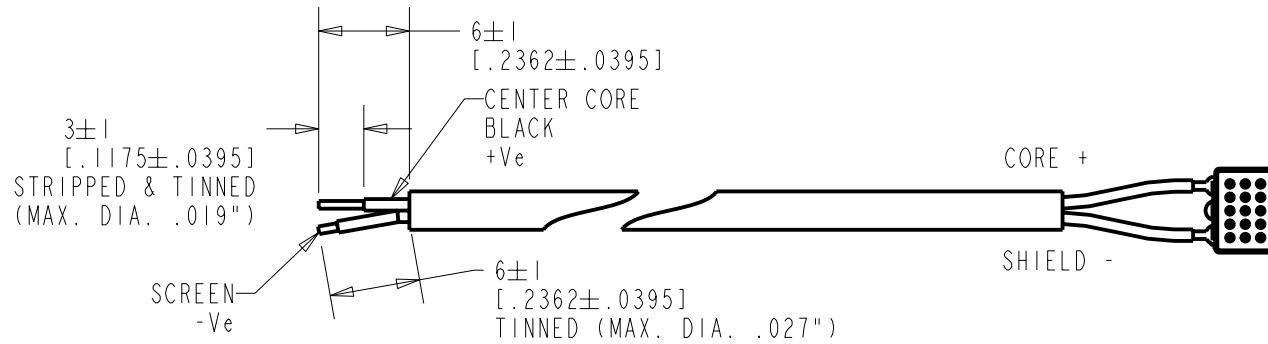 6±1
[.2362±.0395]
CENTER CORE
BLACK
+Ve
3±1
[.1175±.0395]
STRIPPED & TINNED
(MAX. DIA. .019")
CORE +
SHIELD -
SCREEN
-Ve
6±1
[.2362±.0395]
TINNED (MAX. DIA. .027")